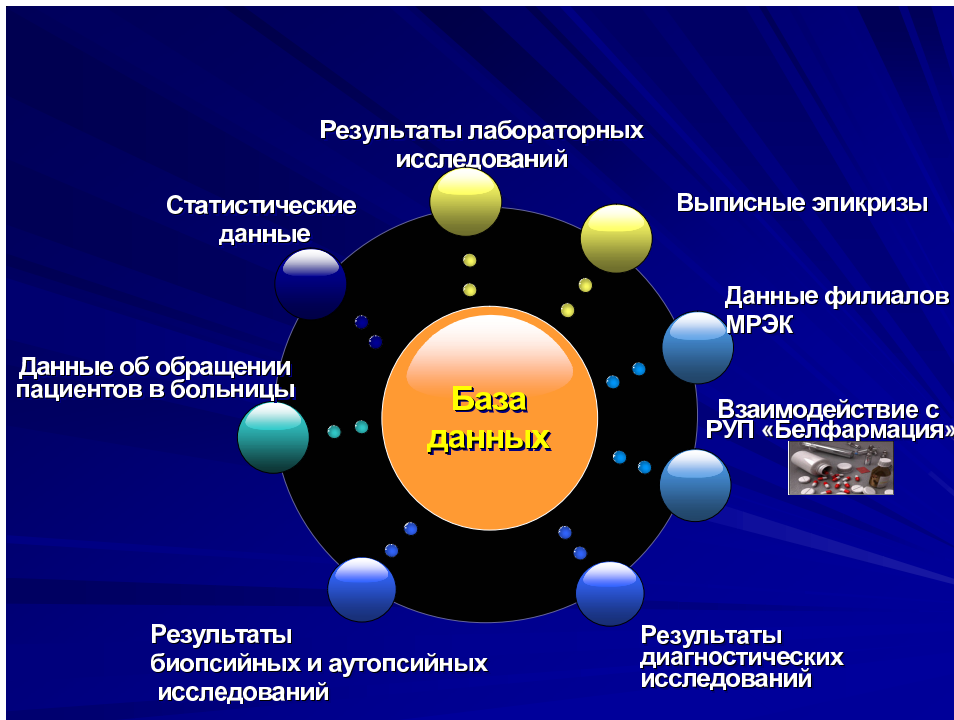 Результаты лабораторных
исследований
Выписные эпикризы
Статистические
данные
Данные филиалов
МРЭК
Данные об обращении
пациентов в больницы
База
данных
Взаимодействие с
РУП «Белфармация»
Результаты
биопсийных и аутопсийных
исследований
Результаты
диагностических
исследований